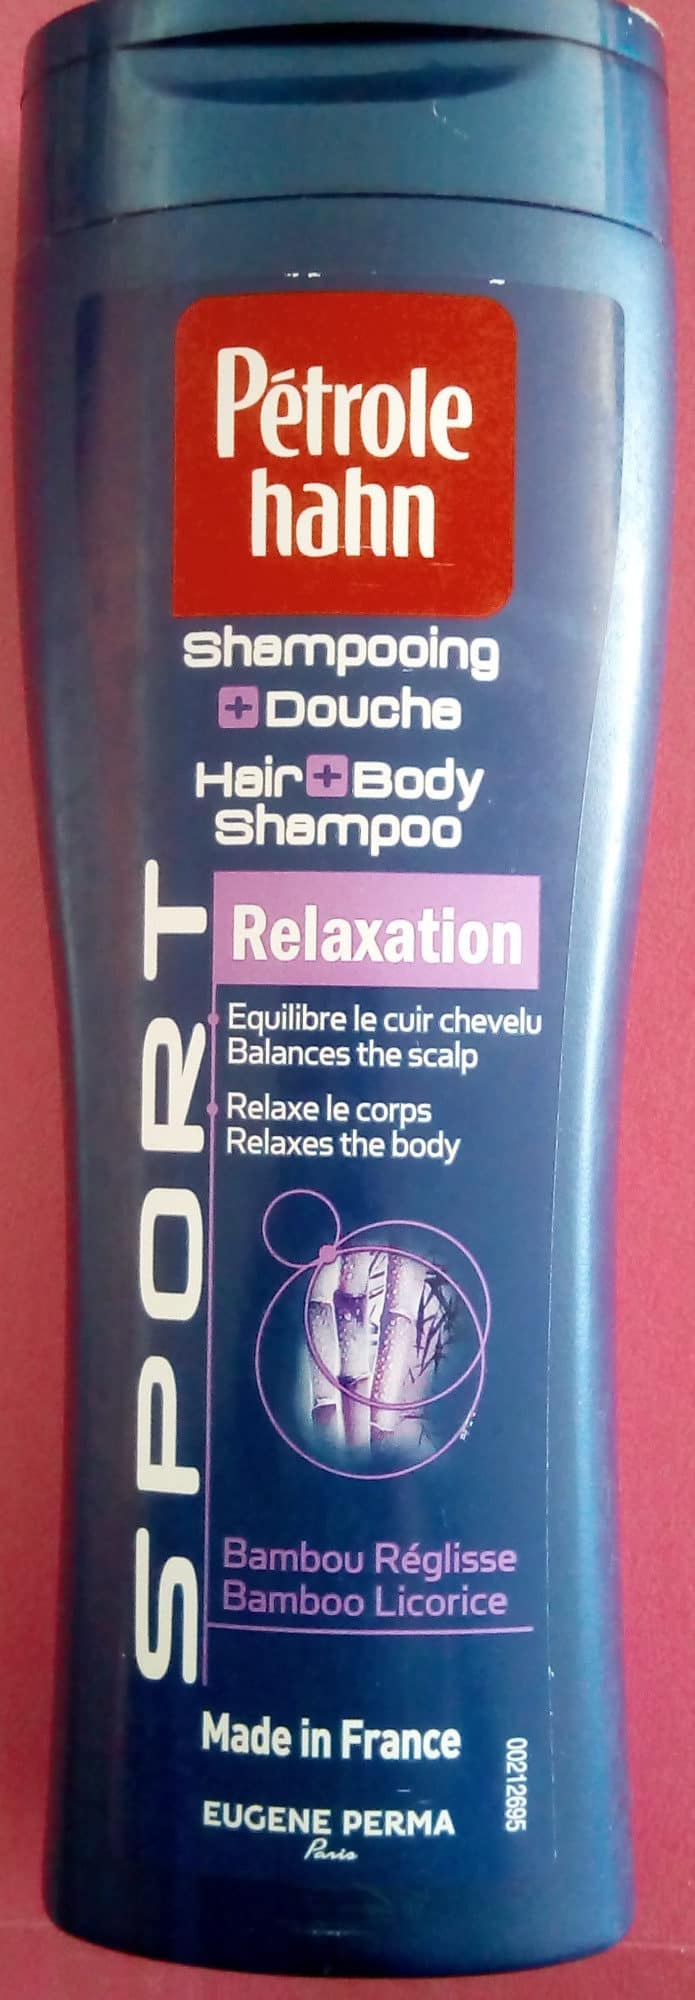 Pétrole
hahn
Shampooing
+Douche
Hair+Body
Shampoo
SPORT
Relaxation
Equilibre le cuir chevelu
Balances the scalp
Relaxe le corps
Relaxes the body
Bambou Réglisse
Bamboo Licorice
Made in France
EUGENE PERMA
Paris
00212695